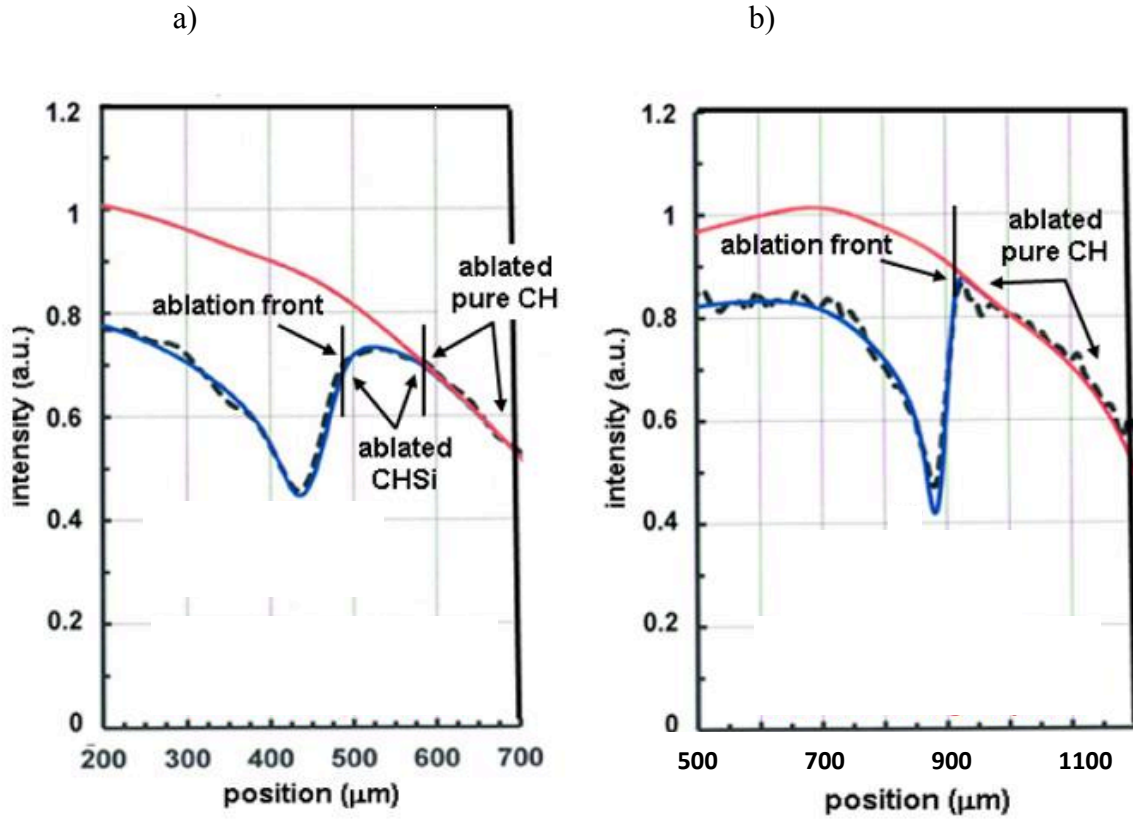 a)
b)
1.2
1
0.8
0.6
0.4
0.2
0
intensity (a.u.)
ablation front
ablated
pure CH
ablated
CHSi
200 300 400 500 600 700
position (μm)
1.2
1
0.8
0.6
0.4
0.2
0
intensity (a.u.)
ablation front
ablated
pure CH
500 700 900 1100
position (μm)